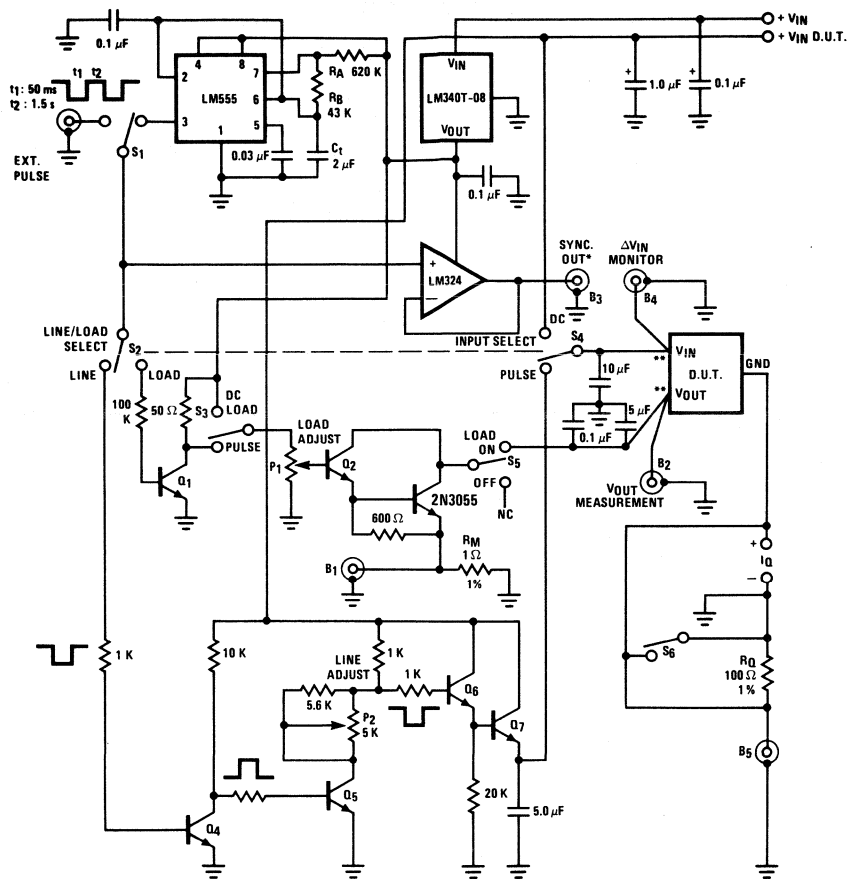 + VIN
+ VIN D.U.T.
0.1 µF
4
8
7
RA 620 K
t1 t2
t1: 50 ms
t2: 1.5 s
2
LM555
6
RB
43 K
3
5
1
0.03 µF
Ct
2 µF
EXT.
PULSE
S1
VIN
LM340T-08
VOUT
+
1.0 µF
+
0.1 µF
0.1 µF
+
LM324
−
SYNC.
OUT*
B3
ΔVIN
MONITOR
B4
LINE/LOAD
SELECT
S2
LINE
LOAD
DC
INPUT SELECT
S4
PULSE
10 µF
**
VIN
D.U.T.
**
VOUT
GND
100
K
50 Ω
S3
DC
LOAD
PULSE
LOAD
ADJUST
P1
Q1
Q2
2N3055
600 Ω
LOAD
ON
S5
OFF
NC
0.1 µF
5 µF
B2
VOUT
MEASUREMENT
RM
1 Ω
1%
B1
+
IQ
−
S6
RQ
100 Ω
1%
B5
1 K
10 K
LINE
ADJUST
1 K
1 K
5.6 K
P2
5 K
Q6
Q7
Q5
Q4
20 K
5.0 µF